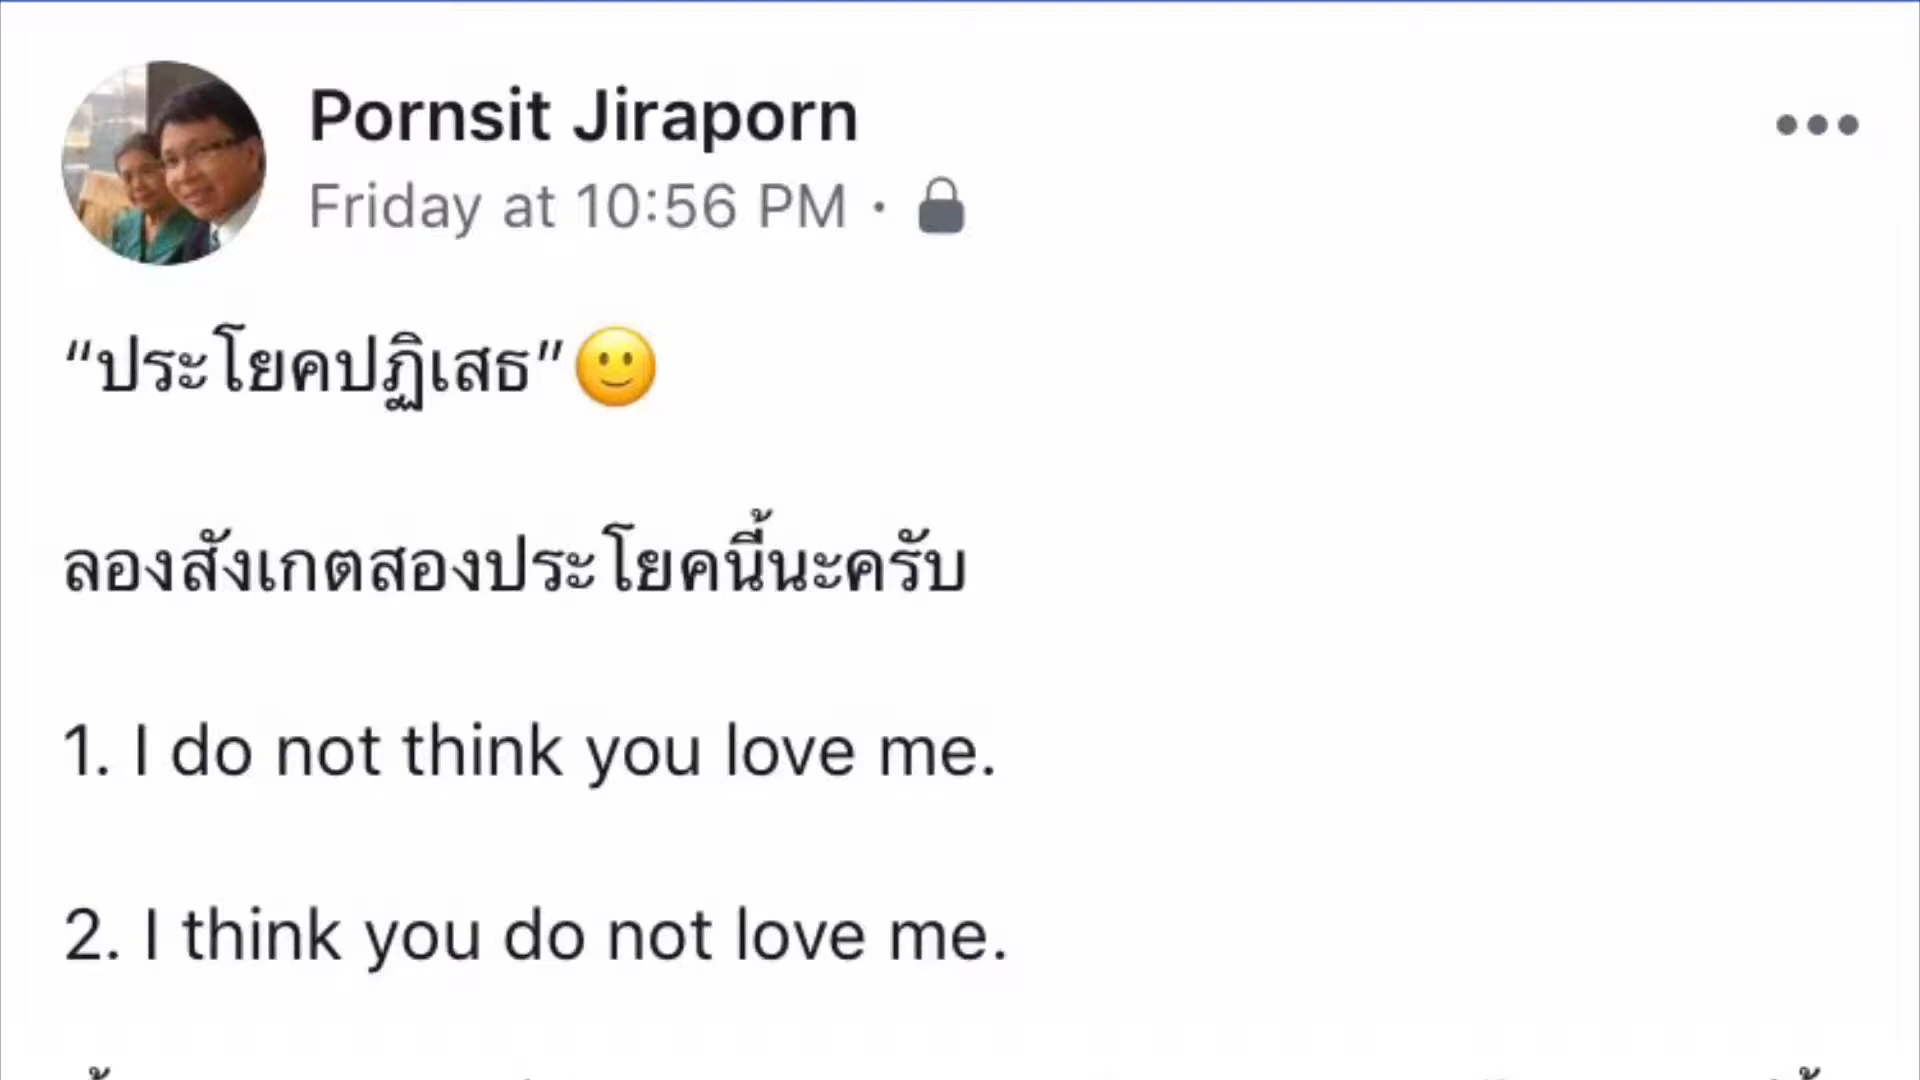 Pornsit Jiraporn
Friday at 10:56 PM ·
“ประโยคปฏิเสธ”🙂
ลองสังเกตสองประโยคนี้นะครับ
1. I do not think you love me.
2. I think you do not love me.